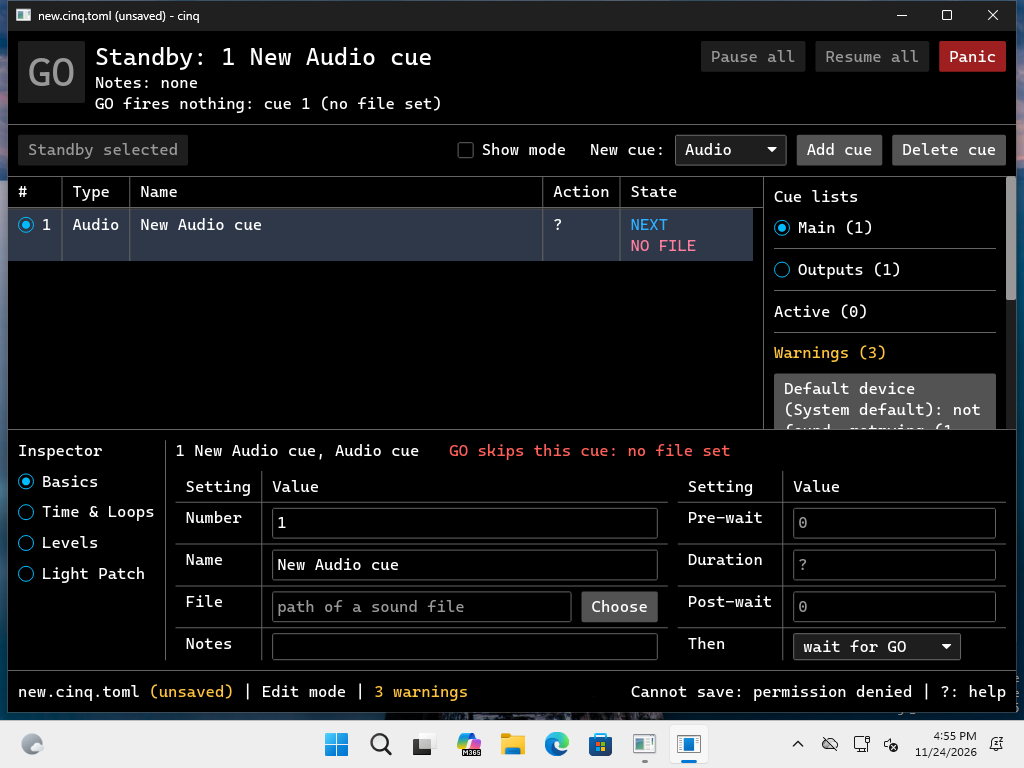 new.cinq.toml (unsaved) - cinq
GO
Standby: 1 New Audio cue
Notes: none
GO fires nothing: cue 1 (no file set)
Pause all
Resume all
Panic
Standby selected
Show mode
New cue:
Audio
Add cue
Delete cue
# Type Name Action State
1 Audio New Audio cue ? NEXT
NO FILE
Cue lists
Main (1)
Outputs (1)
Active (0)
Warnings (3)
Default device
(System default): not
found, retrying (1
Inspector
Basics
Time & Loops
Levels
Light Patch
1 New Audio cue, Audio cue GO skips this cue: no file set
Setting Value
Number 1
Name New Audio cue
File path of a sound file Choose
Notes
Setting Value
Pre-wait 0
Duration ?
Post-wait 0
Then wait for GO
new.cinq.toml (unsaved) | Edit mode | 3 warnings
Cannot save: permission denied | ?: help
M365
4:55 PM
11/24/2026